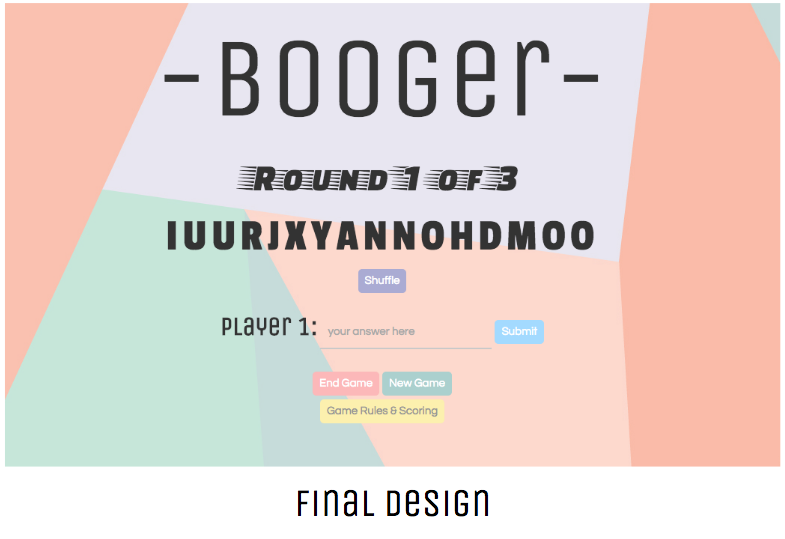 -BOOGer-
Round 1 of 3
IUURJXYANNOHDMOO
Shuffle
Player 1: your answer here Submit
End Game New Game
Game Rules & Scoring
Final Design